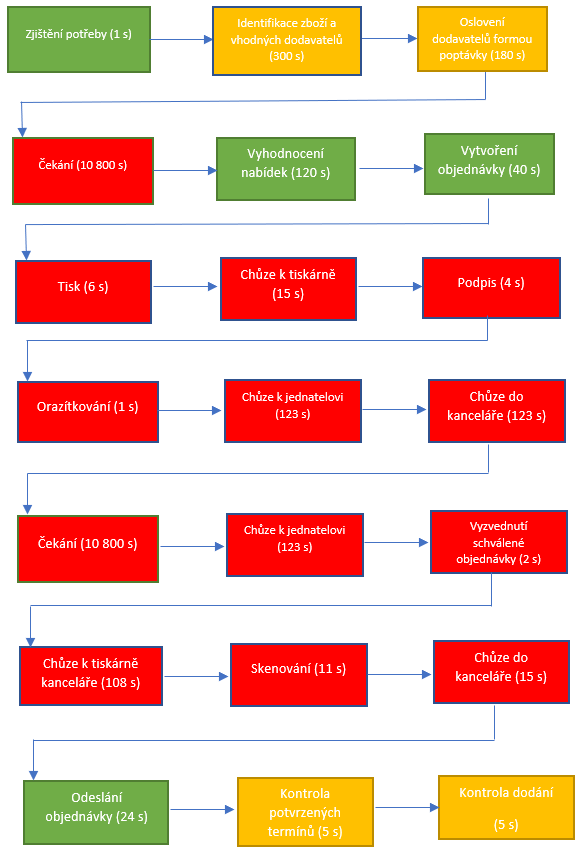 Zjištění potřeby (1 s)
Identifikace zboží a
vhodných dodavatelů
(300 s)
Oslovení
dodavatelů formou
poptávky (180 s)
Čekání (10 800 s)
Vyhodnocení
nabídek (120 s)
Vytvoření
objednávky (40 s)
Tisk (6 s)
Chůze k tiskárně
(15 s)
Podpis (4 s)
Orazítkování (1 s)
Chůze k jednatelovi
(123 s)
Chůze do
kanceláře (123 s)
Čekání (10 800 s)
Chůze k jednatelovi
(123 s)
Vyzvednutí
schválené
objednávky (2 s)
Chůze k tiskárně
kanceláře (108 s)
Skenování (11 s)
Chůze do
kanceláře (15 s)
Odeslání
objednávky (24 s)
Kontrola
potvrzených
termínů (5 s)
Kontrola dodání
(5 s)